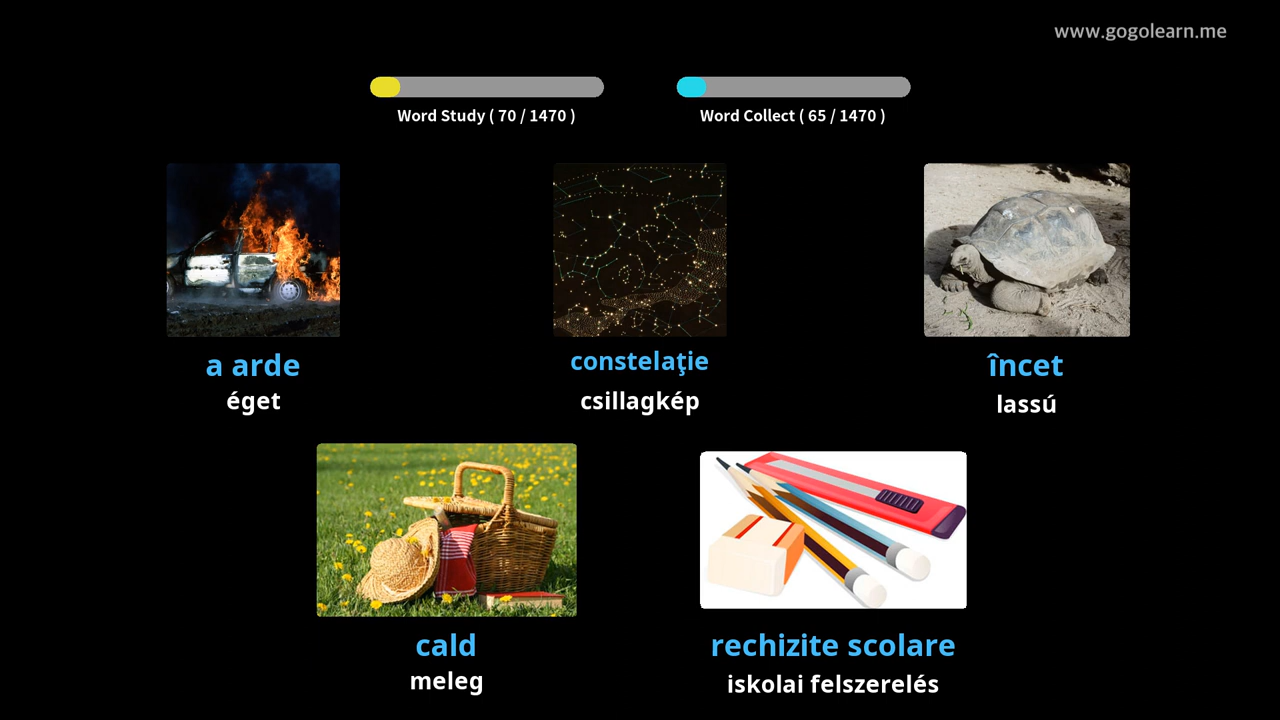 www.gogolearn.me
Word Study ( 70 / 1470 )
Word Collect ( 65 / 1470 )
a arde
éget
constelaţie
csillagkép
încet
lassú
cald
meleg
rechizite scolare
iskolai felszerelés